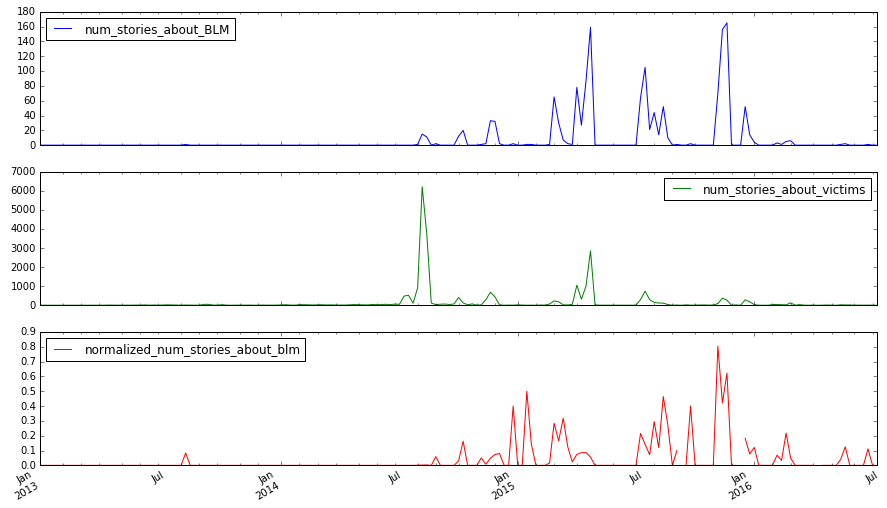 180
160
140
120
100
80
60
40
20
0
num_stories_about_BLM
7000
6000
5000
4000
3000
2000
1000
0
num_stories_about_victims
0.9
0.8
0.7
0.6
0.5
0.4
0.3
0.2
0.1
0.0
normalized_num_stories_about_blm
Jan
2013
Jul
Jan
2014
Jul
Jan
2015
Jul
Jan
2016
Jul